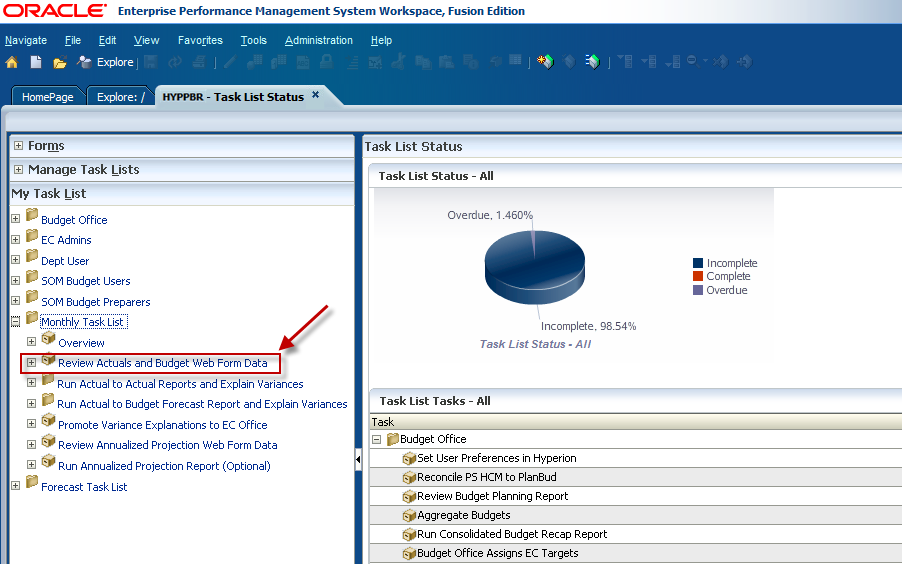 ORACLE® Enterprise Performance Management System Workspace, Fusion Edition
Navigate File Edit View Favorites Tools Administration Help
Explore
HomePage Explore: / HYPPBR - Task List Status
Forms
Manage Task Lists
My Task List
Budget Office
EC Admins
Dept User
SOM Budget Users
SOM Budget Preparers
Monthly Task List
Overview
Review Actuals and Budget Web Form Data
Run Actual to Actual Reports and Explain Variances
Run Actual to Budget Forecast Report and Explain Variances
Promote Variance Explanations to EC Office
Review Annualized Projection Web Form Data
Run Annualized Projection Report (Optional)
Forecast Task List
Task List Status
Task List Status - All
Overdue, 1.460%
Incomplete, 98.54%
Task List Status - All
Incomplete
Complete
Overdue
Task List Tasks - All
Task
Budget Office
Set User Preferences in Hyperion
Reconcile PS HCM to PlanBud
Review Budget Planning Report
Aggregate Budgets
Run Consolidated Budget Recap Report
Budget Office Assigns EC Targets